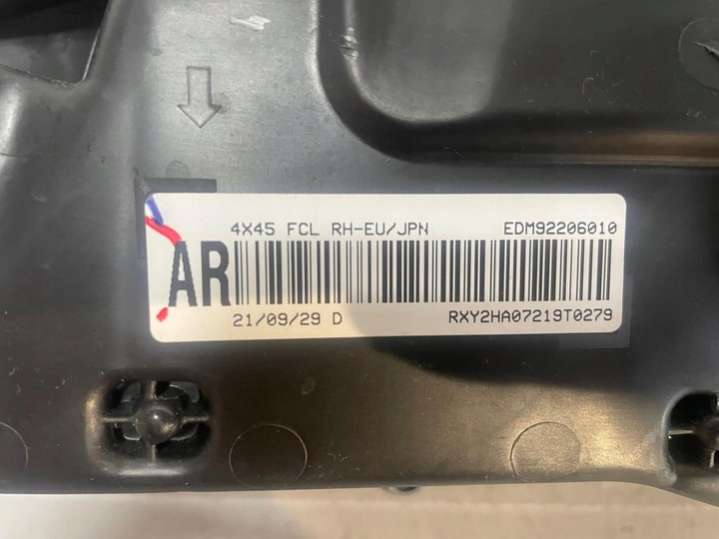 4X45 FCL RH-EU/JPN EDM92206010
AR
21/09/29 D RXY2HA07219T0279